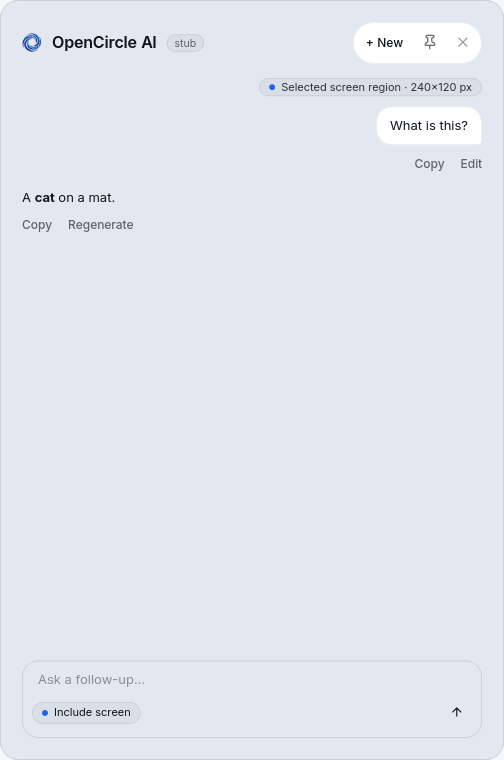 OpenCircle AI stub + New
Selected screen region · 240×120 px
What is this?
Copy Edit
A cat on a mat.
Copy Regenerate
Ask a follow-up...
Include screen